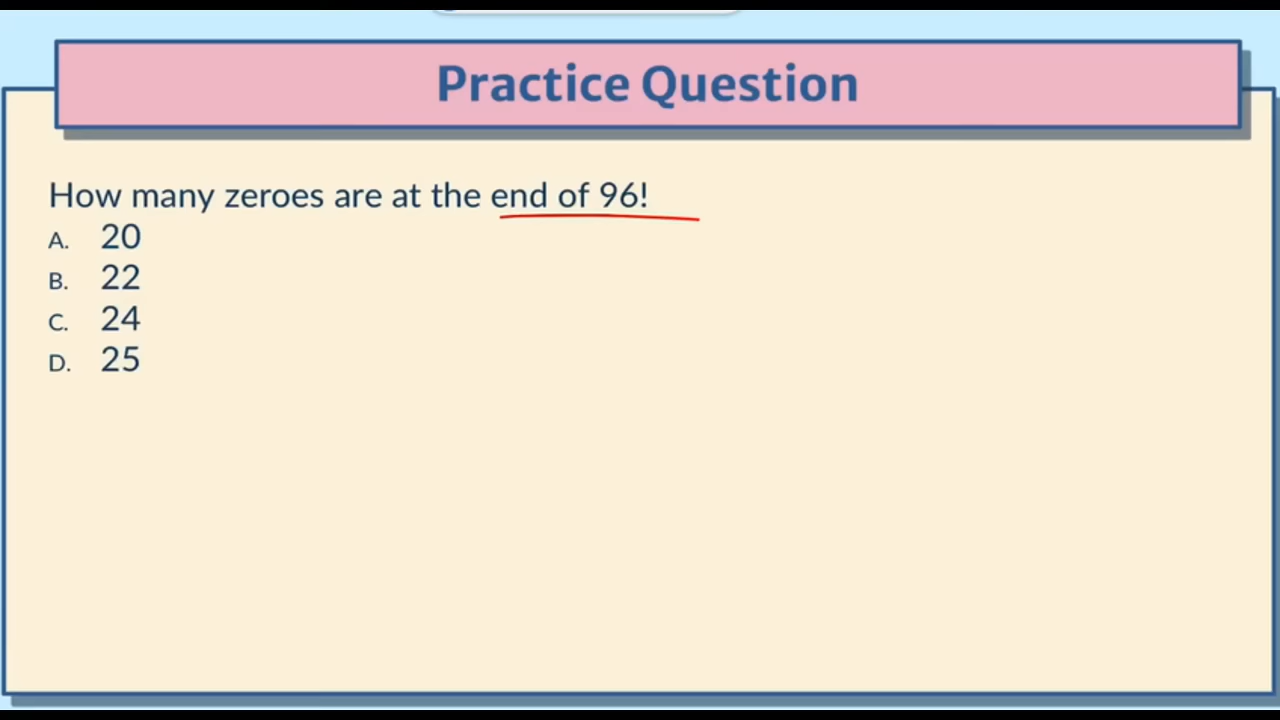 Practice Question
How many zeroes are at the end of 96!
A. 20
B. 22
C. 24
D. 25